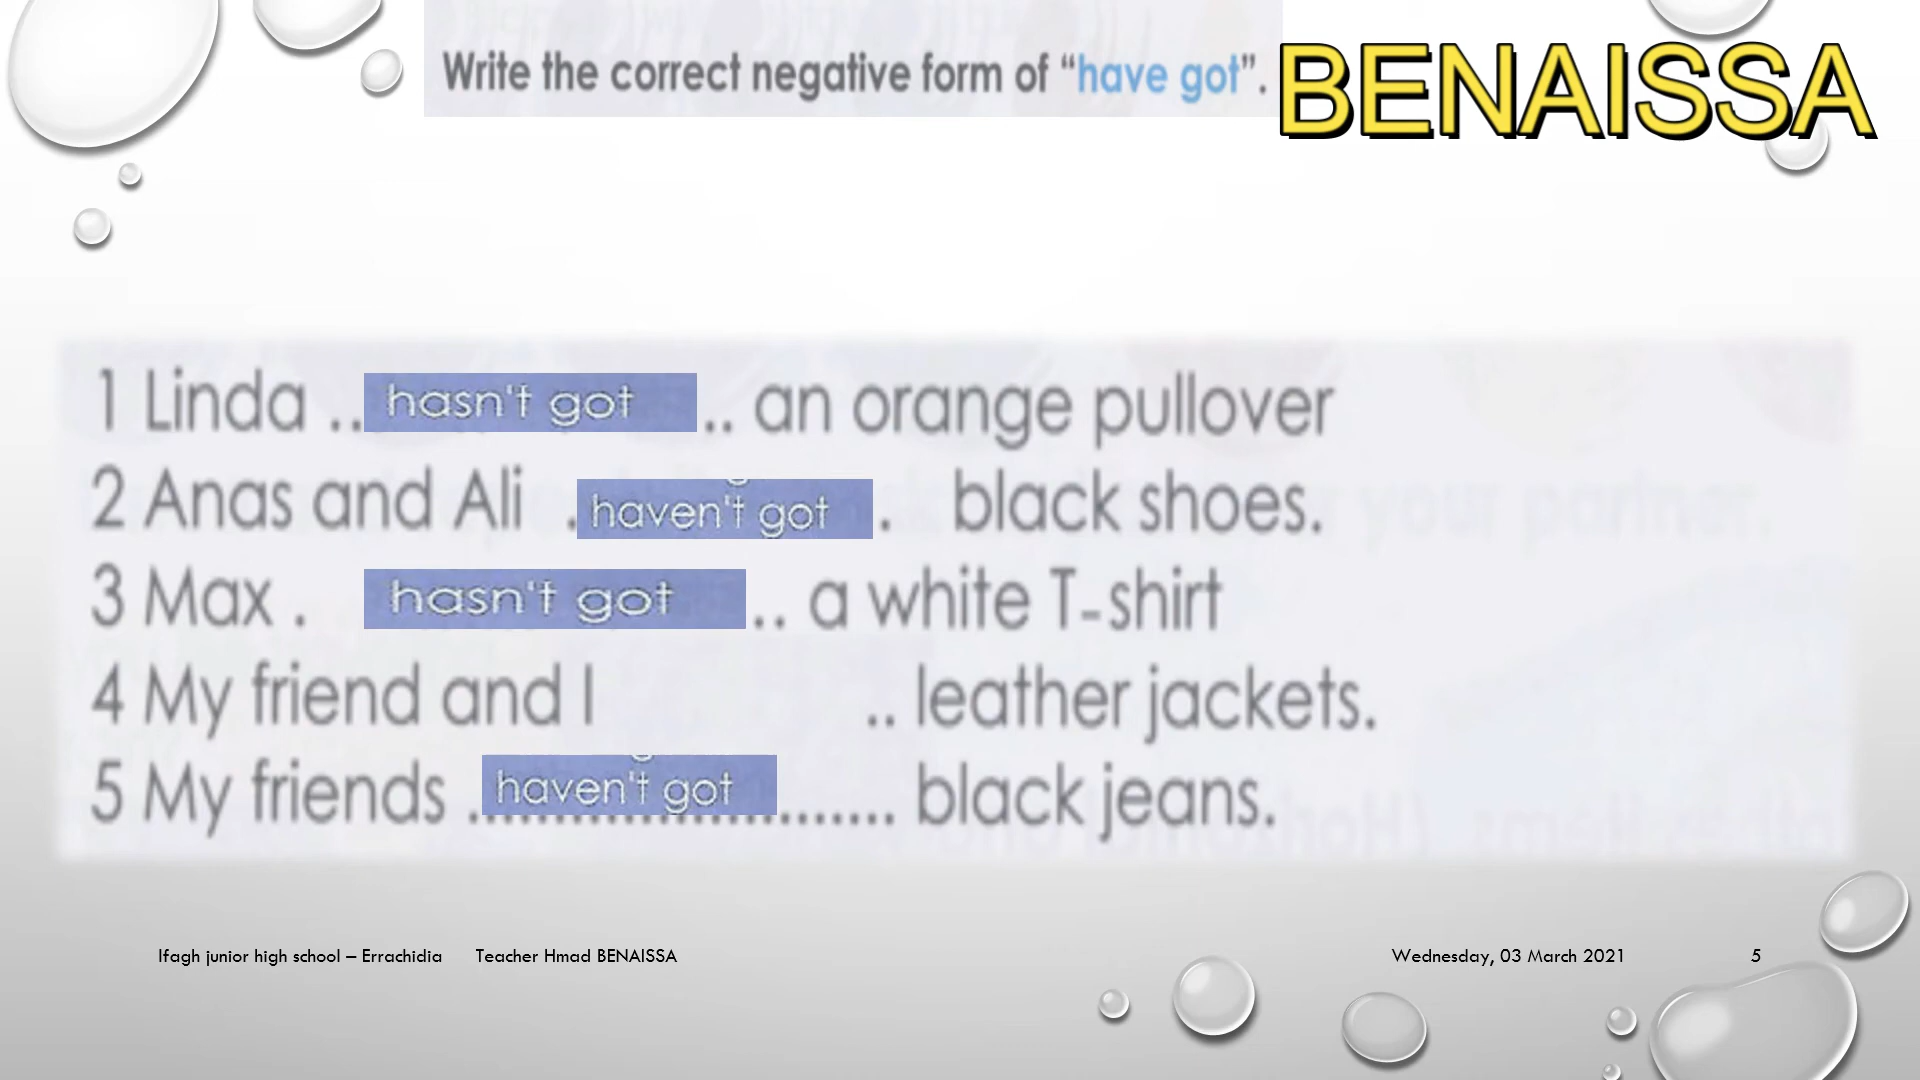 Write the correct negative form of “have got”.
BENAISSA
1 Linda .. hasn't got .. an orange pullover
2 Anas and Ali . haven't got . black shoes.
3 Max . hasn't got .. a white T-shirt
4 My friend and I .. leather jackets.
5 My friends . haven't got ....... black jeans.
Ifagh junior high school – Errachidia Teacher Hmad BENAISSA Wednesday, 03 March 2021 5